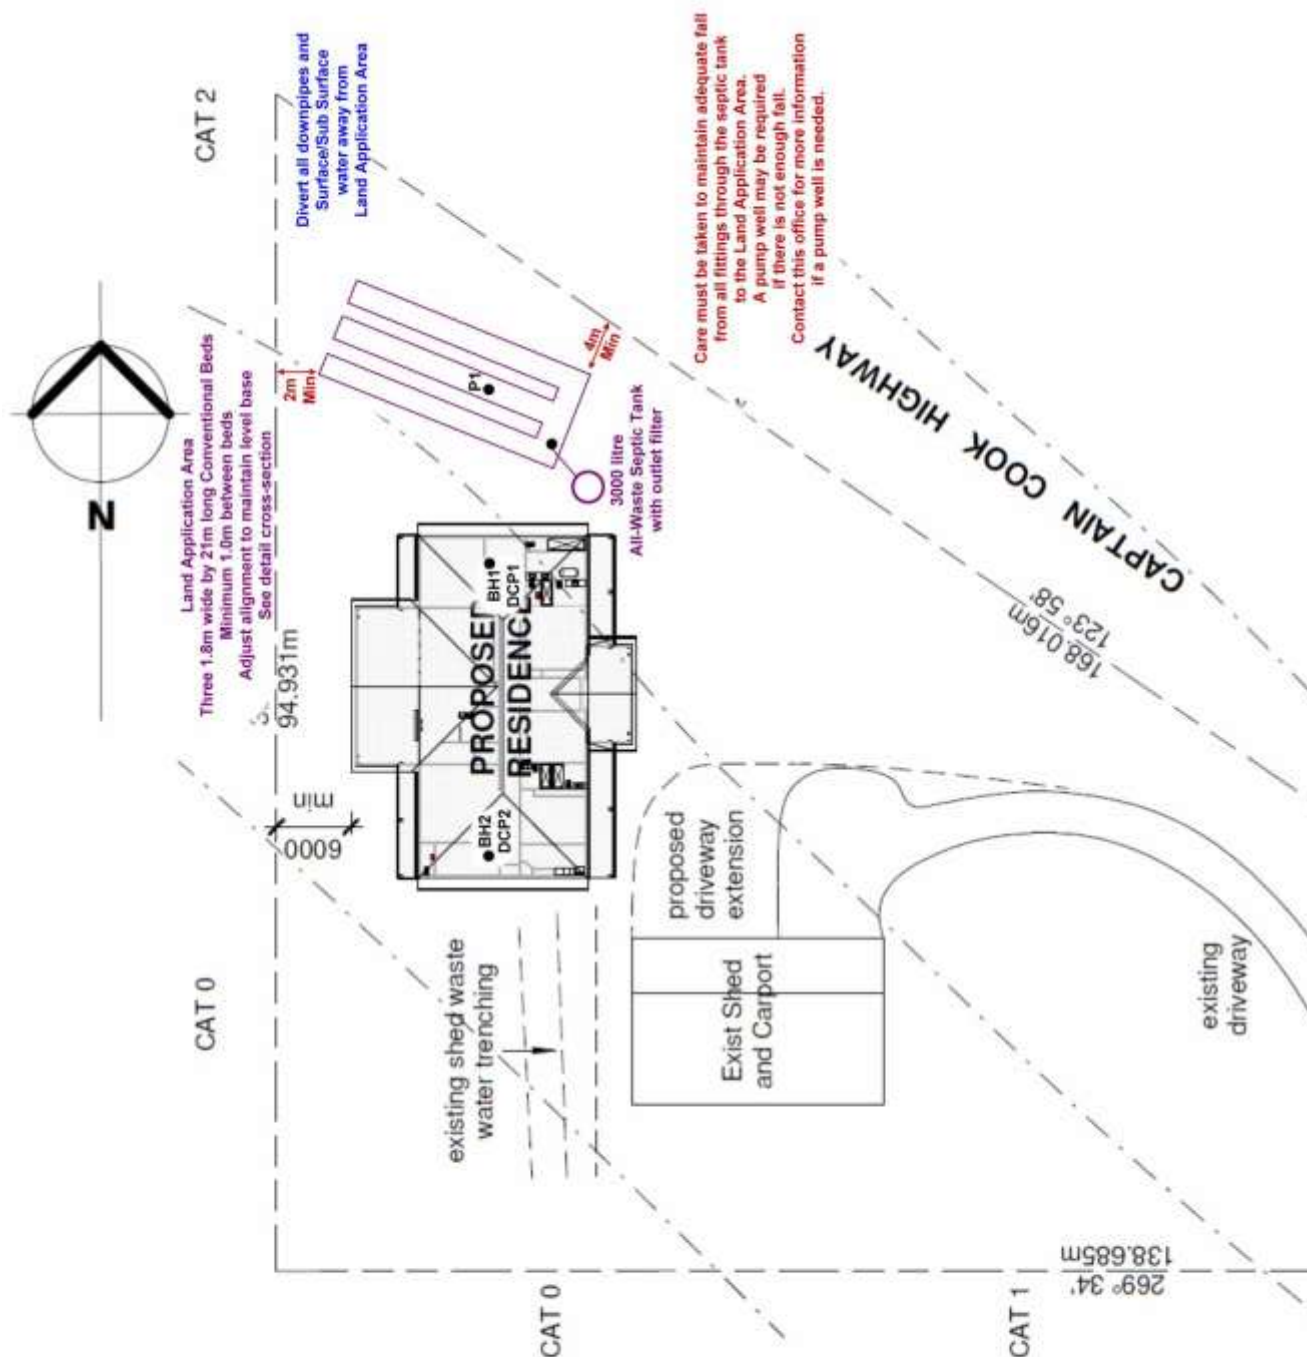 CAT 2
Divert all downpipes and
Surface/Sub Surface
water away from
Land Application Area
Care must be taken to maintain adequate fall
from all fittings through the septic tank
to the Land Application Area.
A pump well may be required
if there is not enough fall.
Contact this office for more information
if a pump well is needed.
N
Land Application Area
Three 1.8m wide by 21m long Conventional Beds
Minimum 1.0m between beds
Adjust alignment to maintain level base
See detail cross-section
94.931m
2m
Min
4m
Min
P1
3000 litre
All-Waste Septic Tank
with outlet filter
CAPTAIN COOK HIGHWAY
168.016m
123° 58'
BH1
DCP1
PROPOSED
RESIDENCE
BH2
DCP2
6000
min
proposed
driveway
extension
CAT 0
existing shed waste
water trenching
Exist Shed
and Carport
existing
driveway
138.685m
269° 34'
CAT 0
CAT 1